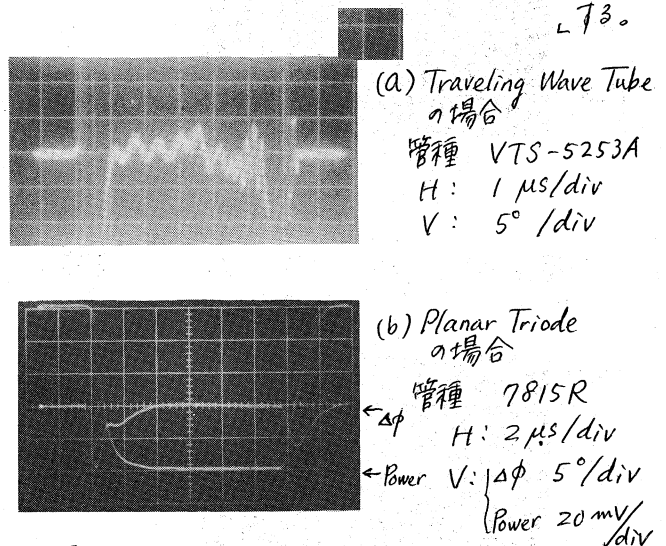 する。
(a) Traveling Wave Tube
の場合
管種 VTS-5253A
H: 1 μs/div
V: 5° /div
(b) Planar Triode
の場合
管種 7815R
←Δφ
H: 2 μs/div
←Power V: Δφ 5°/div
Power 20 mV/div